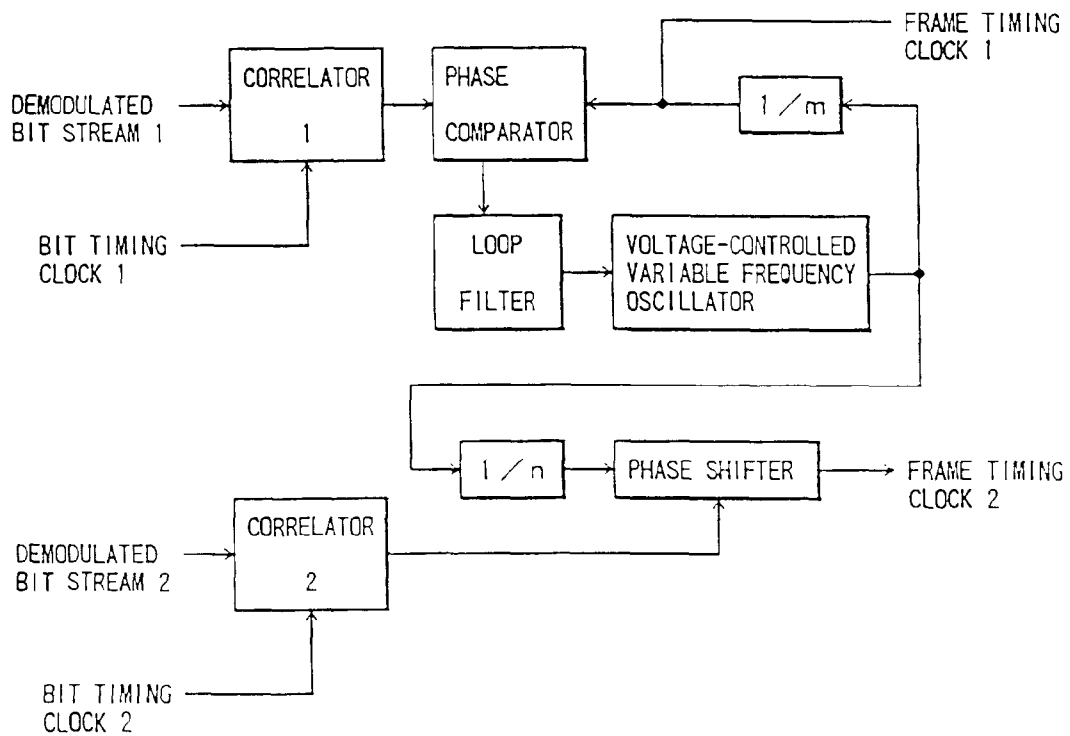 FRAME TIMING
CLOCK 1
CORRELATOR
1
PHASE
COMPARATOR
1/m
DEMODULATED
BIT STREAM 1
BIT TIMING
CLOCK 1
LOOP
FILTER
VOLTAGE-CONTROLLED
VARIABLE FREQUENCY
OSCILLATOR
1/n
PHASE SHIFTER
FRAME TIMING
CLOCK 2
CORRELATOR
2
DEMODULATED
BIT STREAM 2
BIT TIMING
CLOCK 2